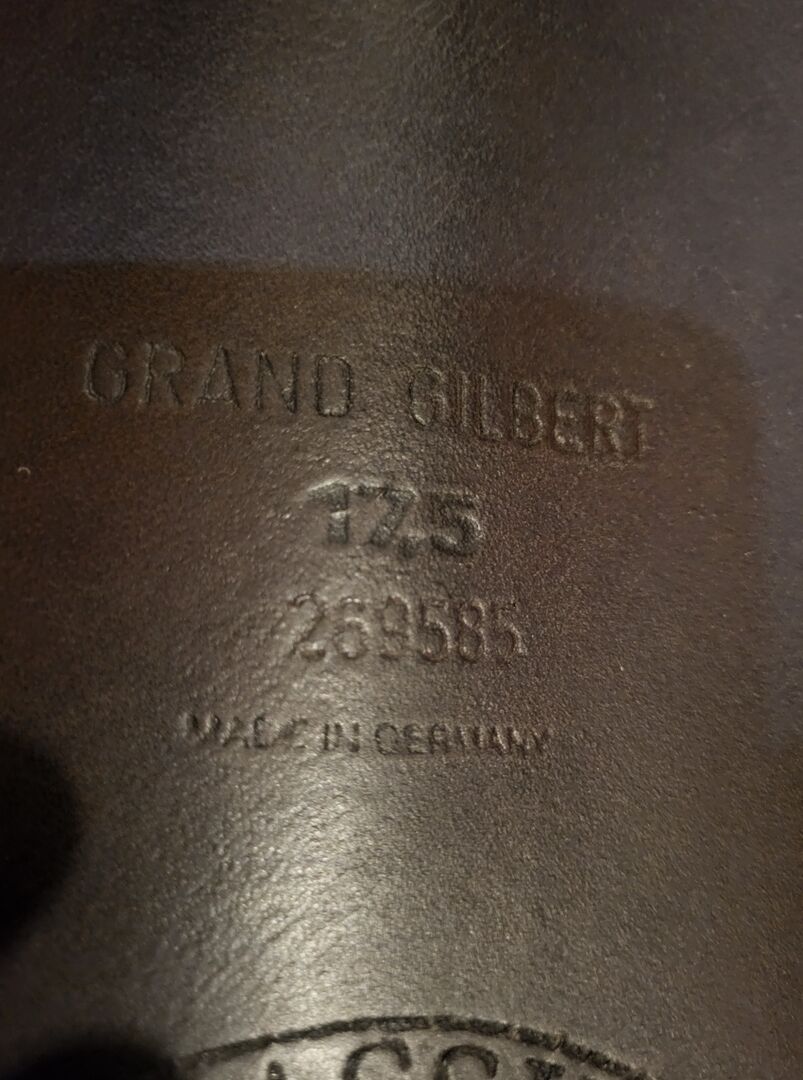 GRAND GILBERT
17,5
269585
MADE IN GERMANY